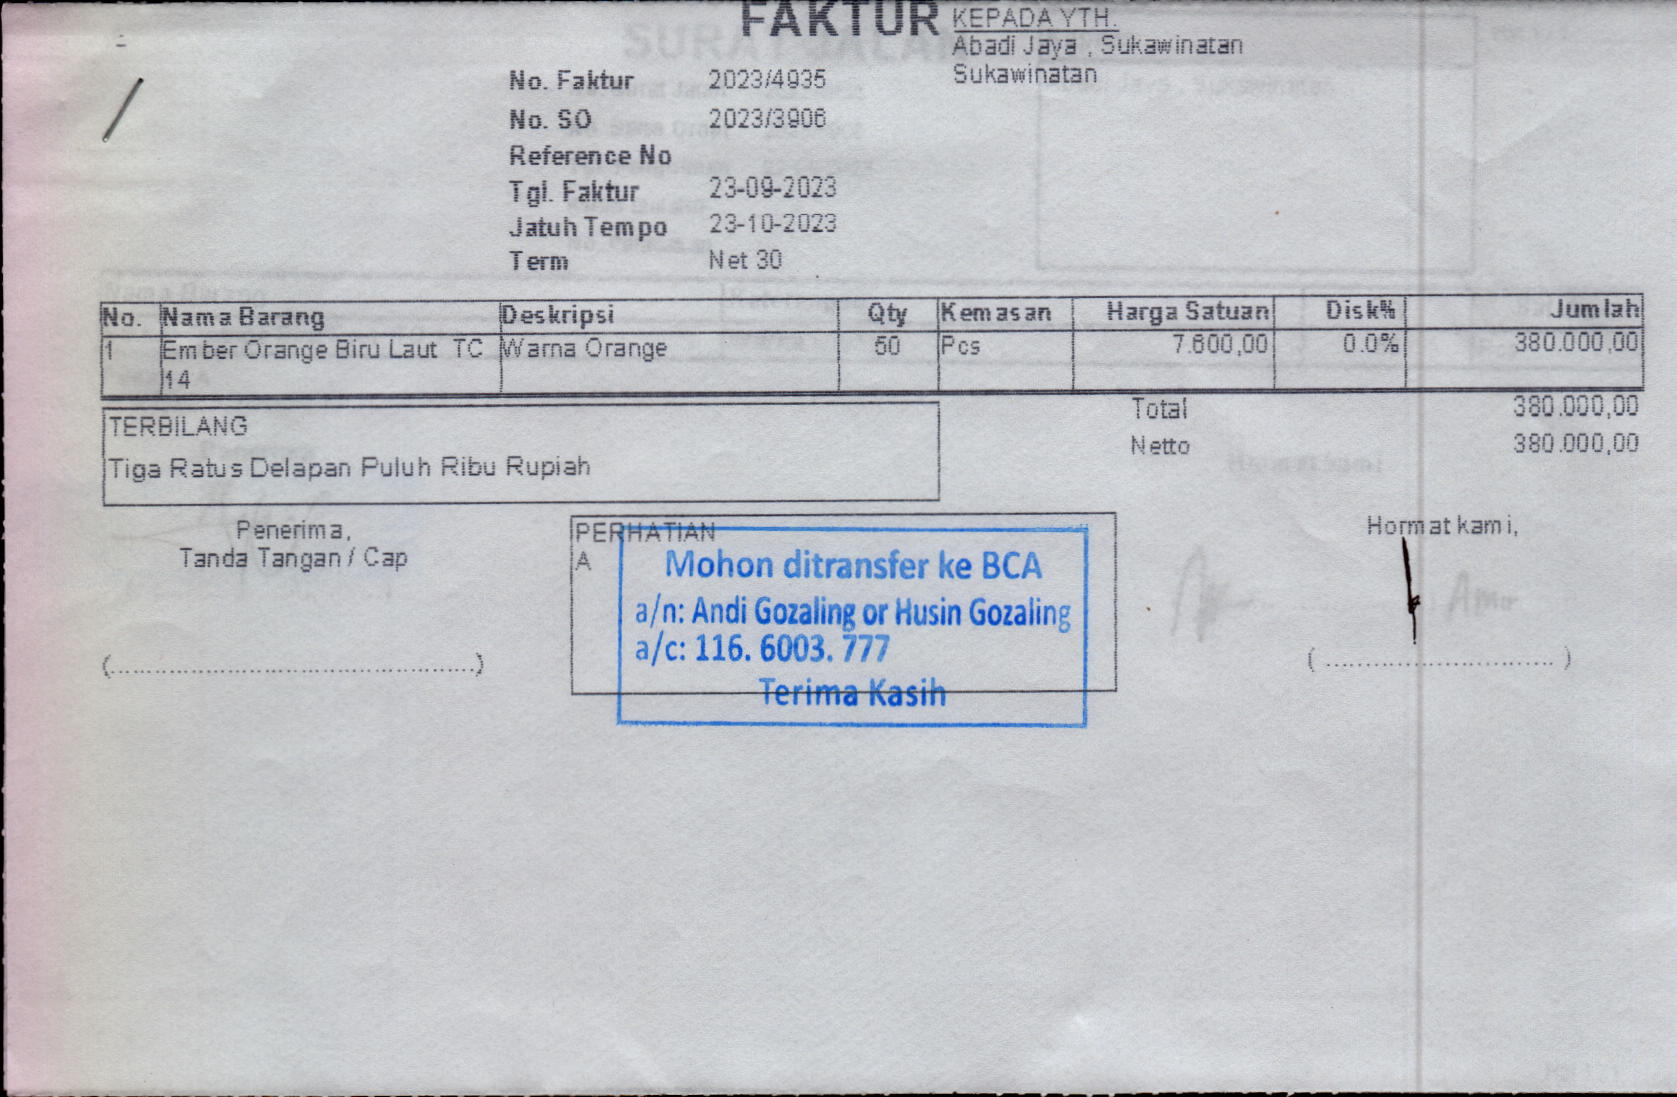 FAKTUR
KEPADA YTH.
Abadi Jaya , Sukawinatan
Sukawinatan
No. Faktur 2023/4935
No. SO 2023/3906
Reference No
Tgl. Faktur 23-09-2023
Jatuh Tempo 23-10-2023
Term Net 30
No. Nama Barang Deskripsi Qty Kemasan Harga Satuan Disk% Jumlah
1 Ember Orange Biru Laut TC Warna Orange 50 Pcs 7.600,00 0.0% 380.000,00
14
Total 380.000,00
Netto 380.000,00
TERBILANG
Tiga Ratus Delapan Puluh Ribu Rupiah
Penerima,
Tanda Tangan / Cap
(................................................)
PERHATIAN
A
Mohon ditransfer ke BCA
a/n: Andi Gozaling or Husin Gozaling
a/c: 116. 6003. 777
Terima Kasih
Hormat kami,
( .............................. )